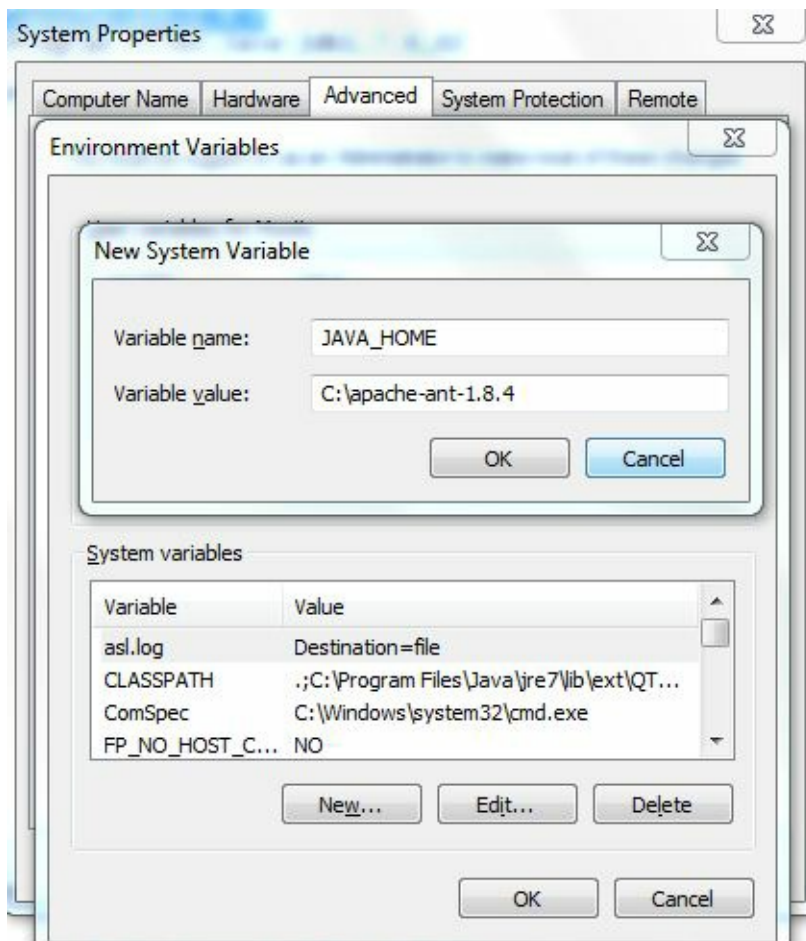 System Properties
Computer Name Hardware Advanced System Protection Remote
Environment Variables
New System Variable
Variable name: JAVA_HOME
Variable value: C:\apache-ant-1.8.4
OK Cancel
System variables
Variable Value
asl.log Destination=file
CLASSPATH .;C:\Program Files\Java\jre7\lib\ext\QT...
ComSpec C:\Windows\system32\cmd.exe
FP_NO_HOST_C... NO
New... Edit... Delete
OK Cancel